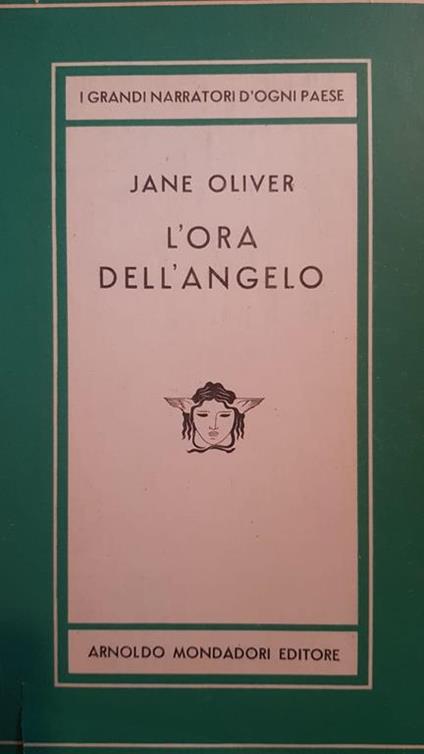 I GRANDI NARRATORI D'OGNI PAESE
JANE OLIVER
L'ORA
DELL'ANGELO
ARNOLDO MONDADORI EDITORE